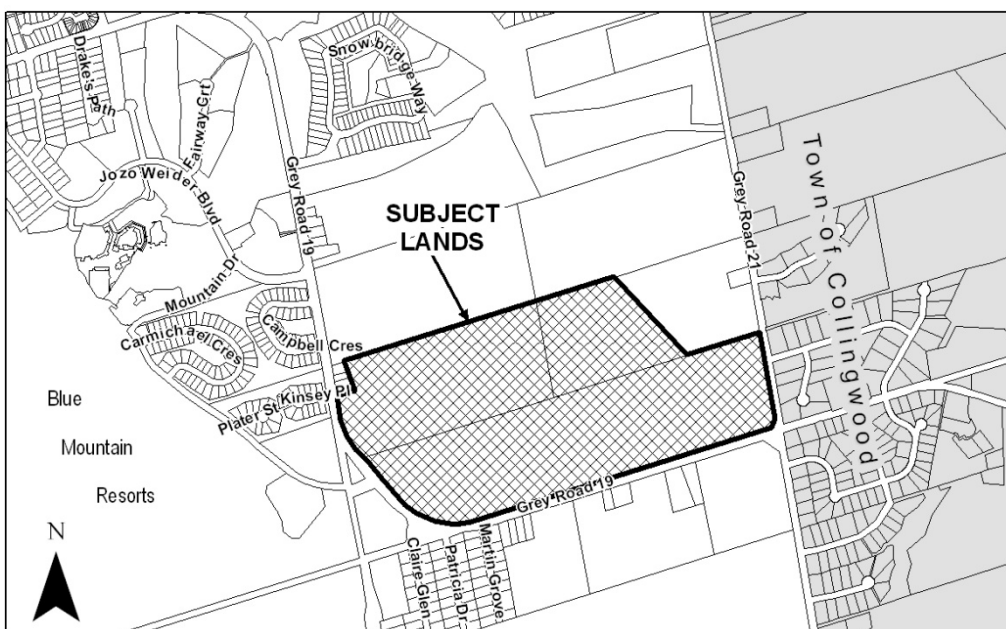 Drake's Path
Snowbridge Way
Fairway Crt
Jozo Weider Blvd
Grey Road 19
Mountain Dr
SUBJECT
LANDS
Grey Road 21
Town of Collingwood
Carmichael Cres
Campbell Cres
Kinsey Pl
Plater St
Blue
Mountain
Resorts
Grey Road 19
Claire Glen
Patricia Dr
Martin Grove
N